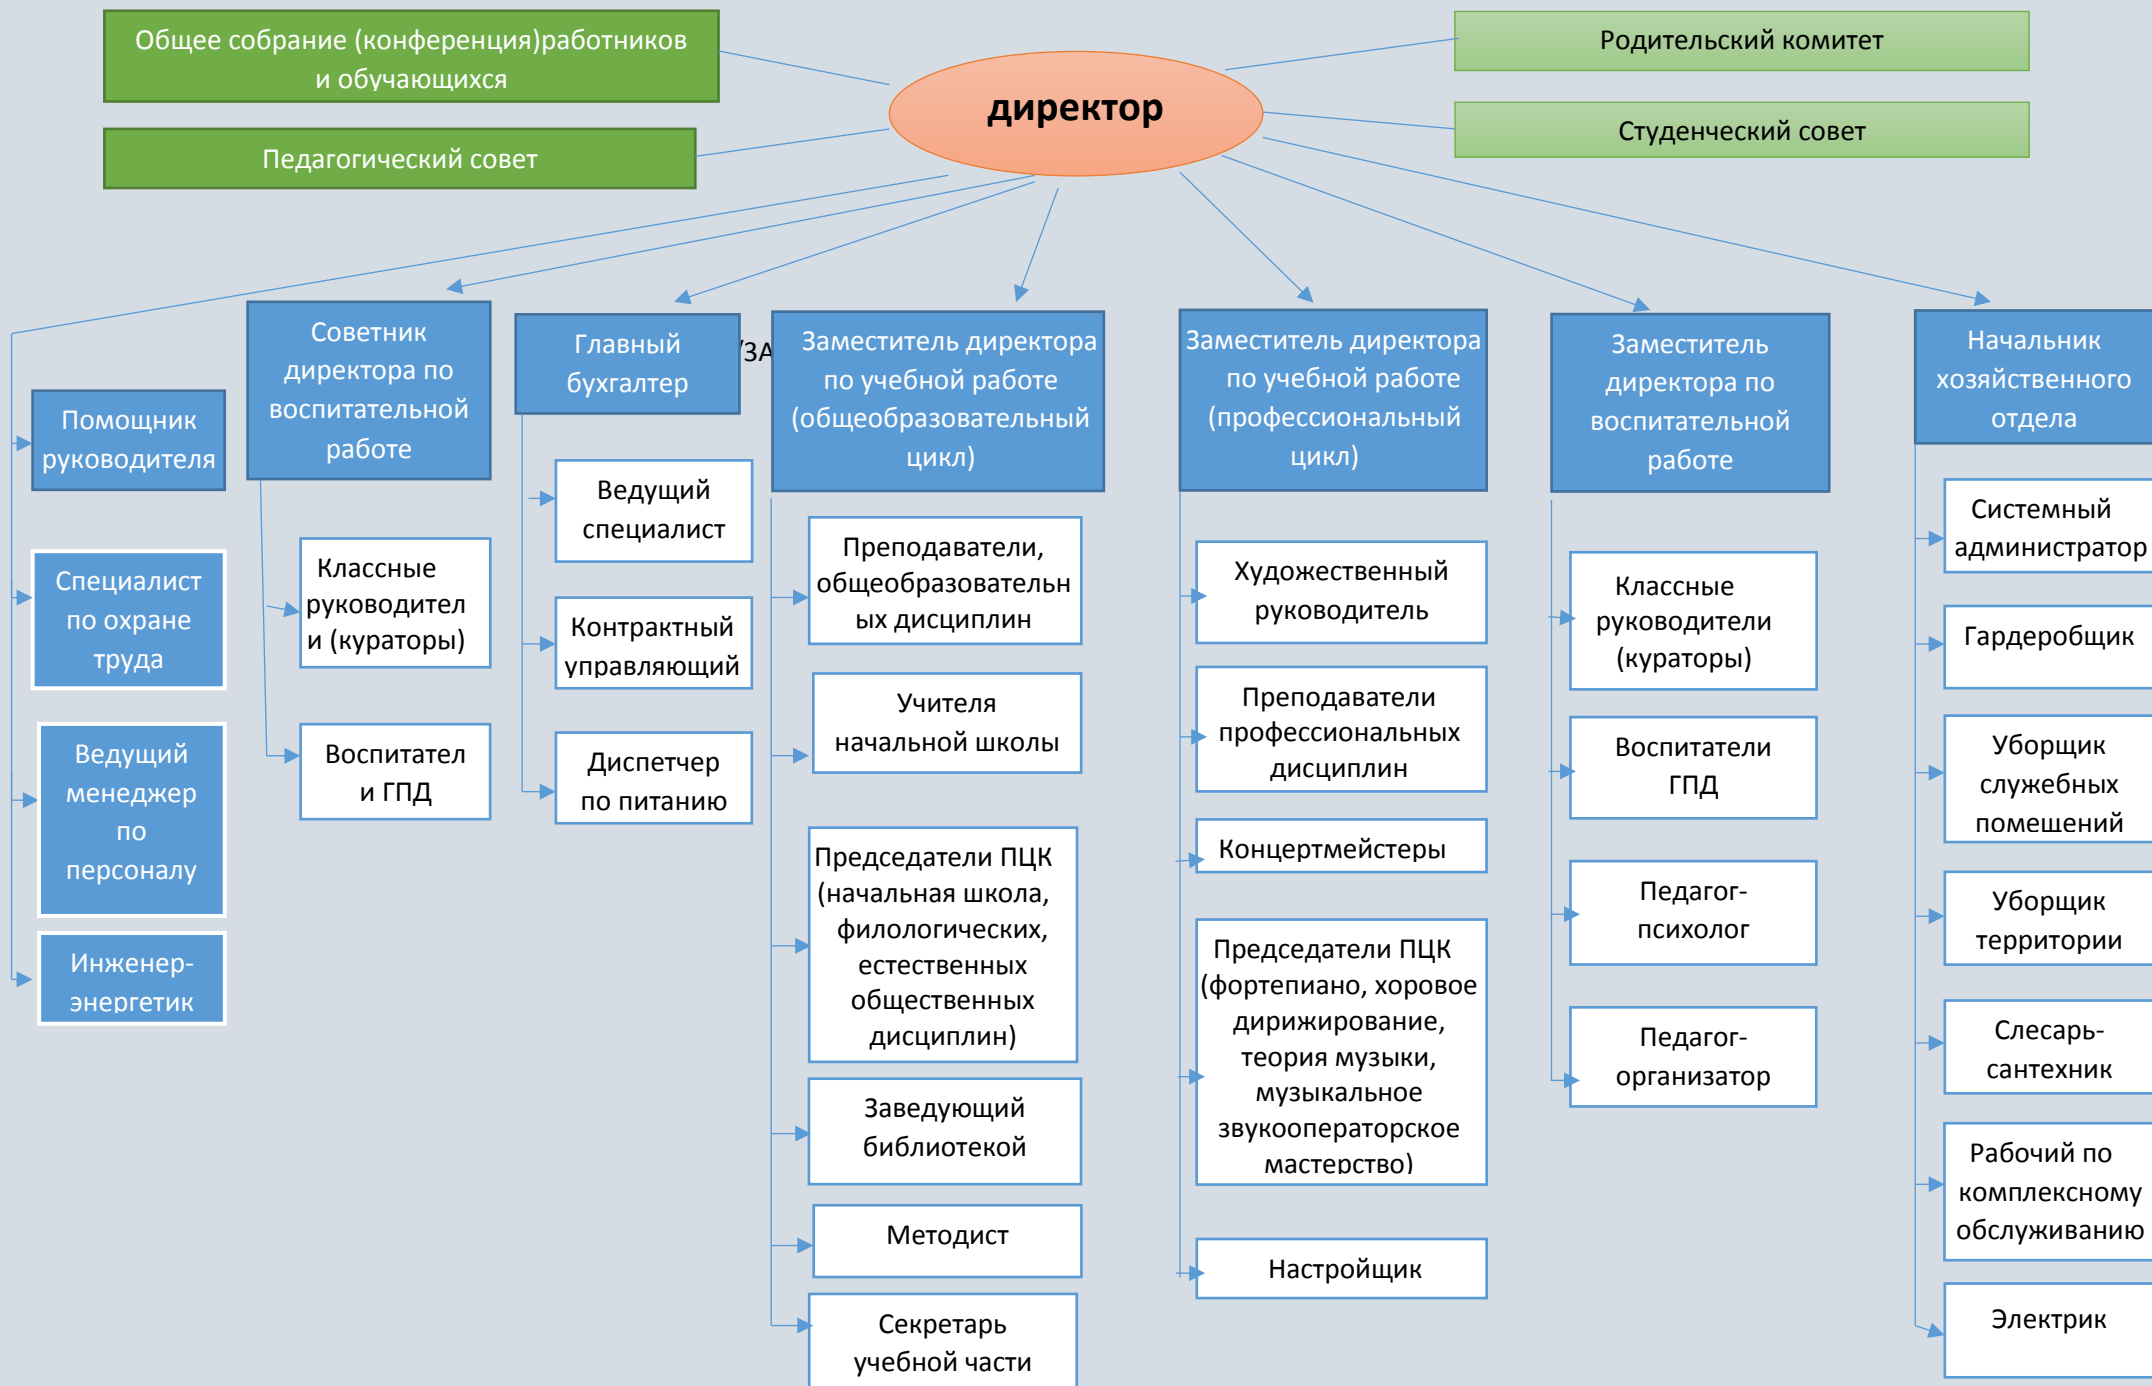 Общее собрание (конференция)работников
и обучающихся
Педагогический совет
директор
Родительский комитет
Студенческий совет
Помощник
руководителя
Специалист
по охране
труда
Ведущий
менеджер
по
персоналу
Инженер-
энергетик
Советник
директора по
воспитательной
работе
Классные
руководител
и (кураторы)
Воспитател
и ГПД
Главный
бухгалтер
Ведущий
специалист
Контрактный
управляющий
Диспетчер
по питанию
Заместитель директора
по учебной работе
(общеобразовательный
цикл)
Преподаватели,
общеобразовательн
ых дисциплин
Учителя
начальной школы
Председатели ПЦК
(начальная школа,
филологических,
естественных
общественных
дисциплин)
Заведующий
библиотекой
Методист
Секретарь
учебной части
Заместитель директора
по учебной работе
(профессиональный
цикл)
Художественный
руководитель
Преподаватели
профессиональных
дисциплин
Концертмейстеры
Председатели ПЦК
(фортепиано, хоровое
дирижирование,
теория музыки,
музыкальное
звукооператорское
мастерство)
Настройщик
Заместитель
директора по
воспитательной
работе
Классные
руководители
(кураторы)
Воспитатели
ГПД
Педагог-
психолог
Педагог-
организатор
Начальник
хозяйственного
отдела
Системный
администратор
Гардеробщик
Уборщик
служебных
помещений
Уборщик
территории
Слесарь-
сантехник
Рабочий по
комплексному
обслуживанию
Электрик